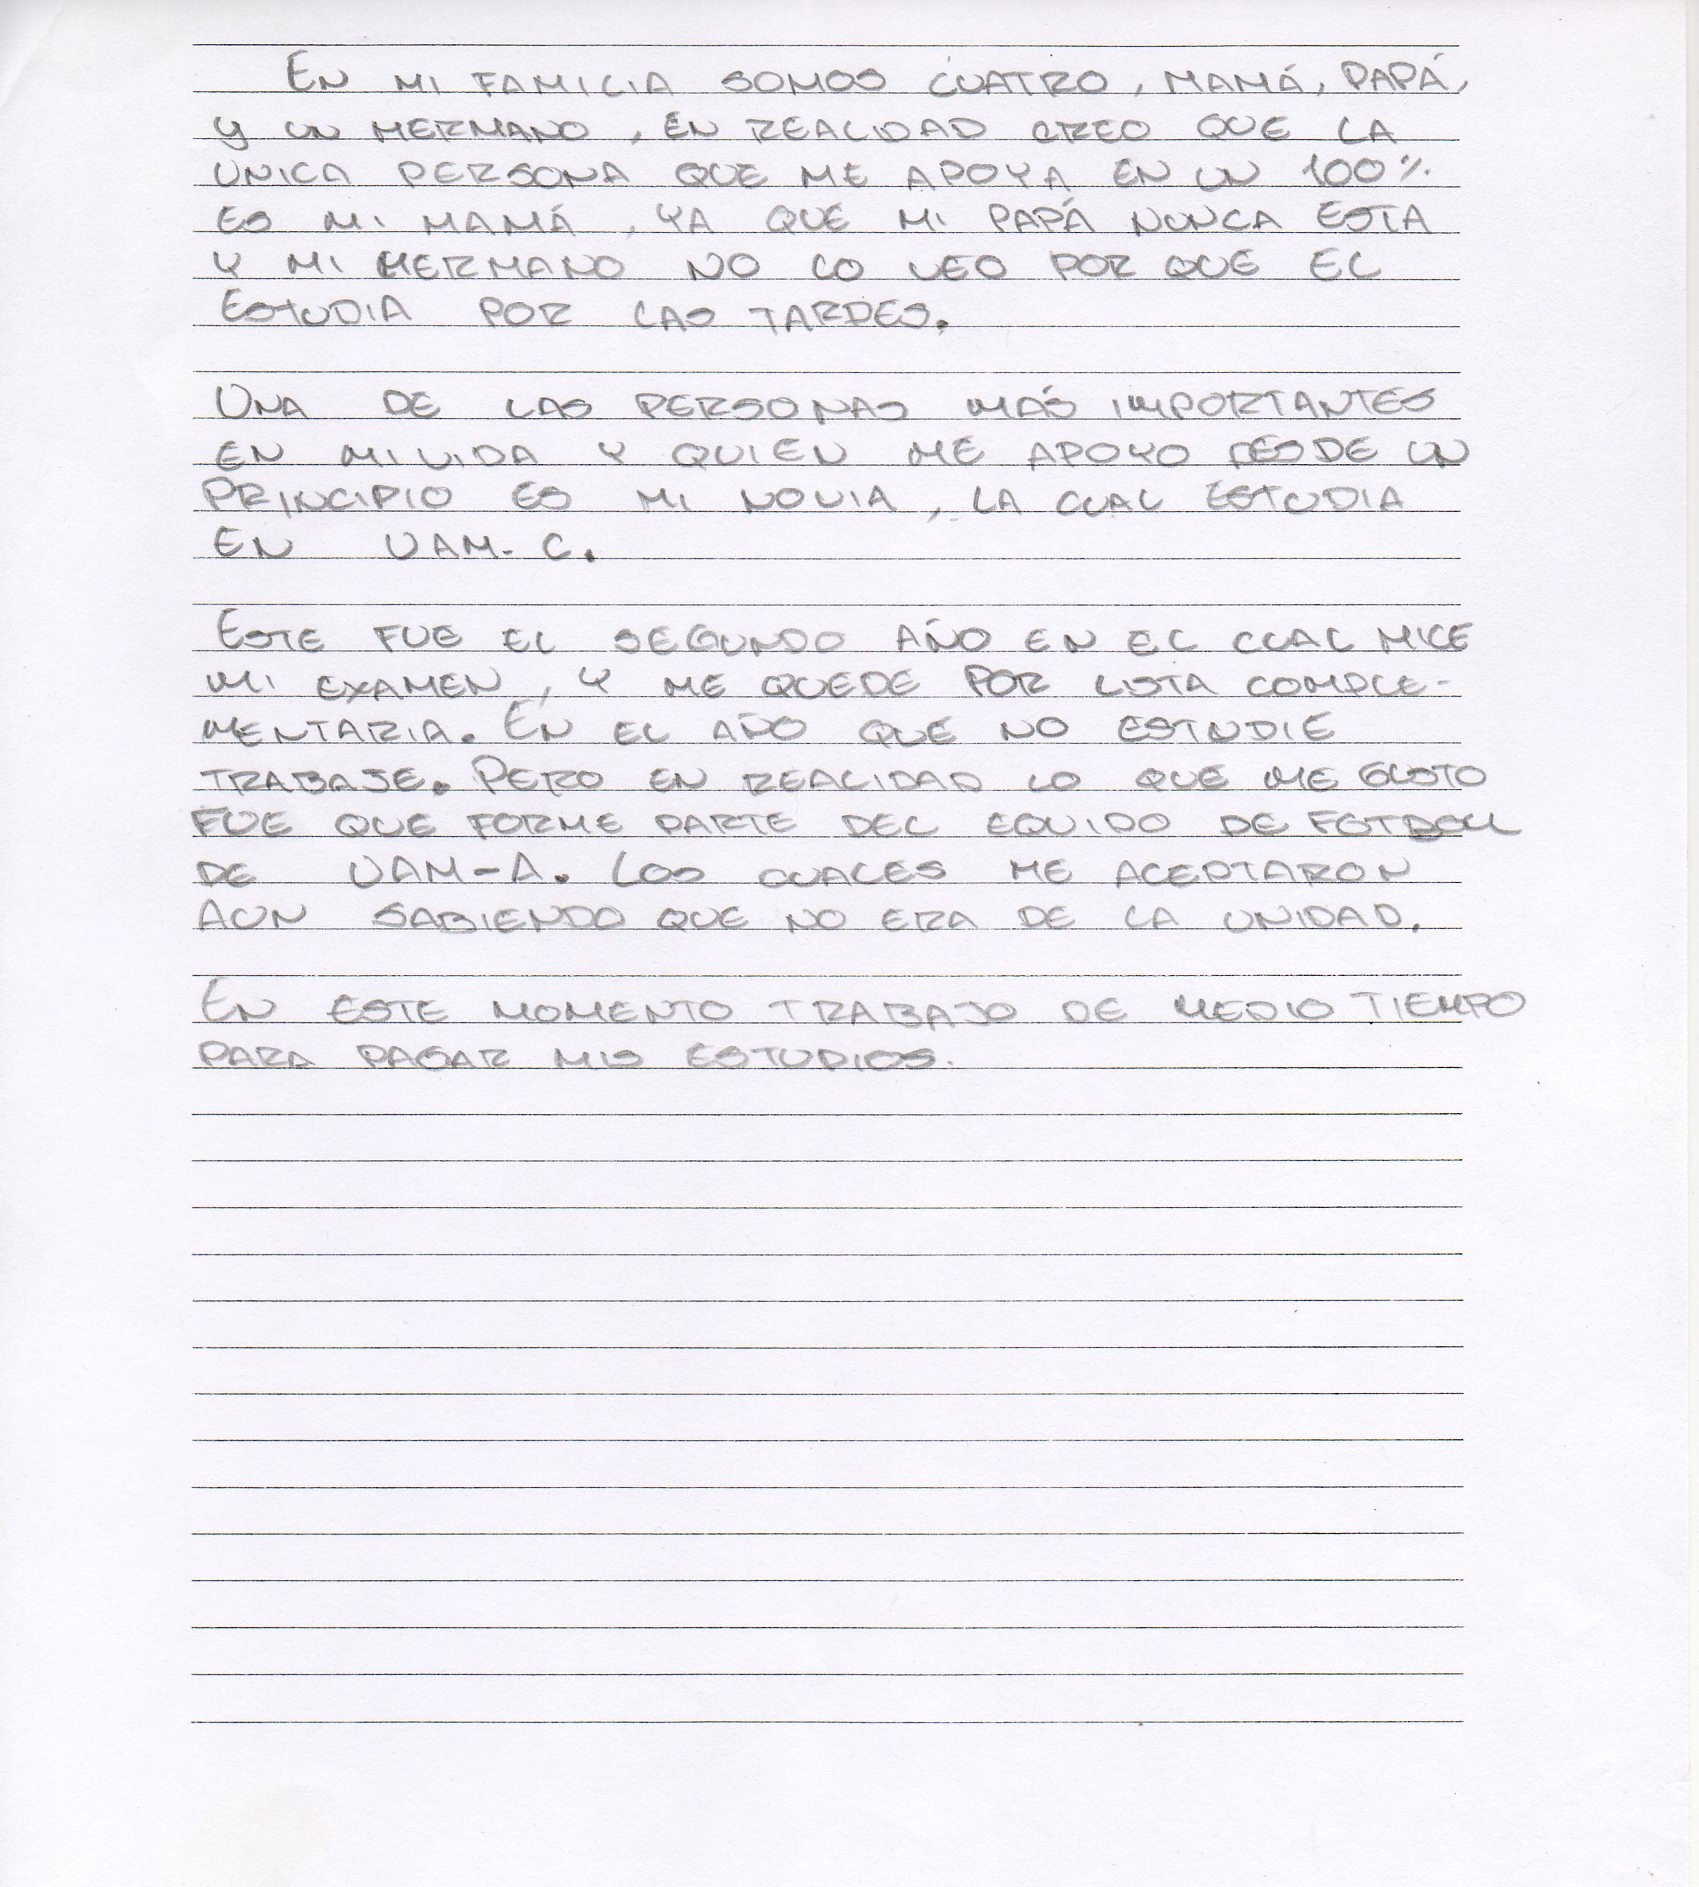 EN MI FAMILIA SOMOS CUATRO, MAMÁ, PAPÁ,
Y UN HERMANO, EN REALIDAD CREO QUE LA
UNICA PERSONA QUE ME APOYA EN UN 100%
ES MI MAMÁ, YA QUE MI PAPÁ NUNCA ESTA
Y MI HERMANO NO LO VEO POR QUE EL
ESTUDIA POR LAS TARDES.
UNA DE LAS PERSONAS MAS IMPORTANTES
EN MI VIDA Y QUIEN ME APOYO DESDE UN
PRINCIPIO ES MI NOVIA, LA CUAL ESTUDIA
EN UAM-C.
ESTE FUE EL SEGUNDO AÑO EN EL CUAL HICE
MI EXAMEN, Y ME QUEDE POR LISTA COMPLE-
MENTARIA. EN EL AÑO QUE NO ESTUDIE
TRABAJE. PERO EN REALIDAD LO QUE ME GUSTO
FUE QUE FORME PARTE DEL EQUIPO DE FUTBOLL
DE UAM-A. LOS CUALES ME ACEPTARON
AUN SABIENDO QUE NO ERA DE LA UNIDAD.
EN ESTE MOMENTO TRABAJO DE MEDIO TIEMPO
PARA PAGAR MIS ESTUDIOS.